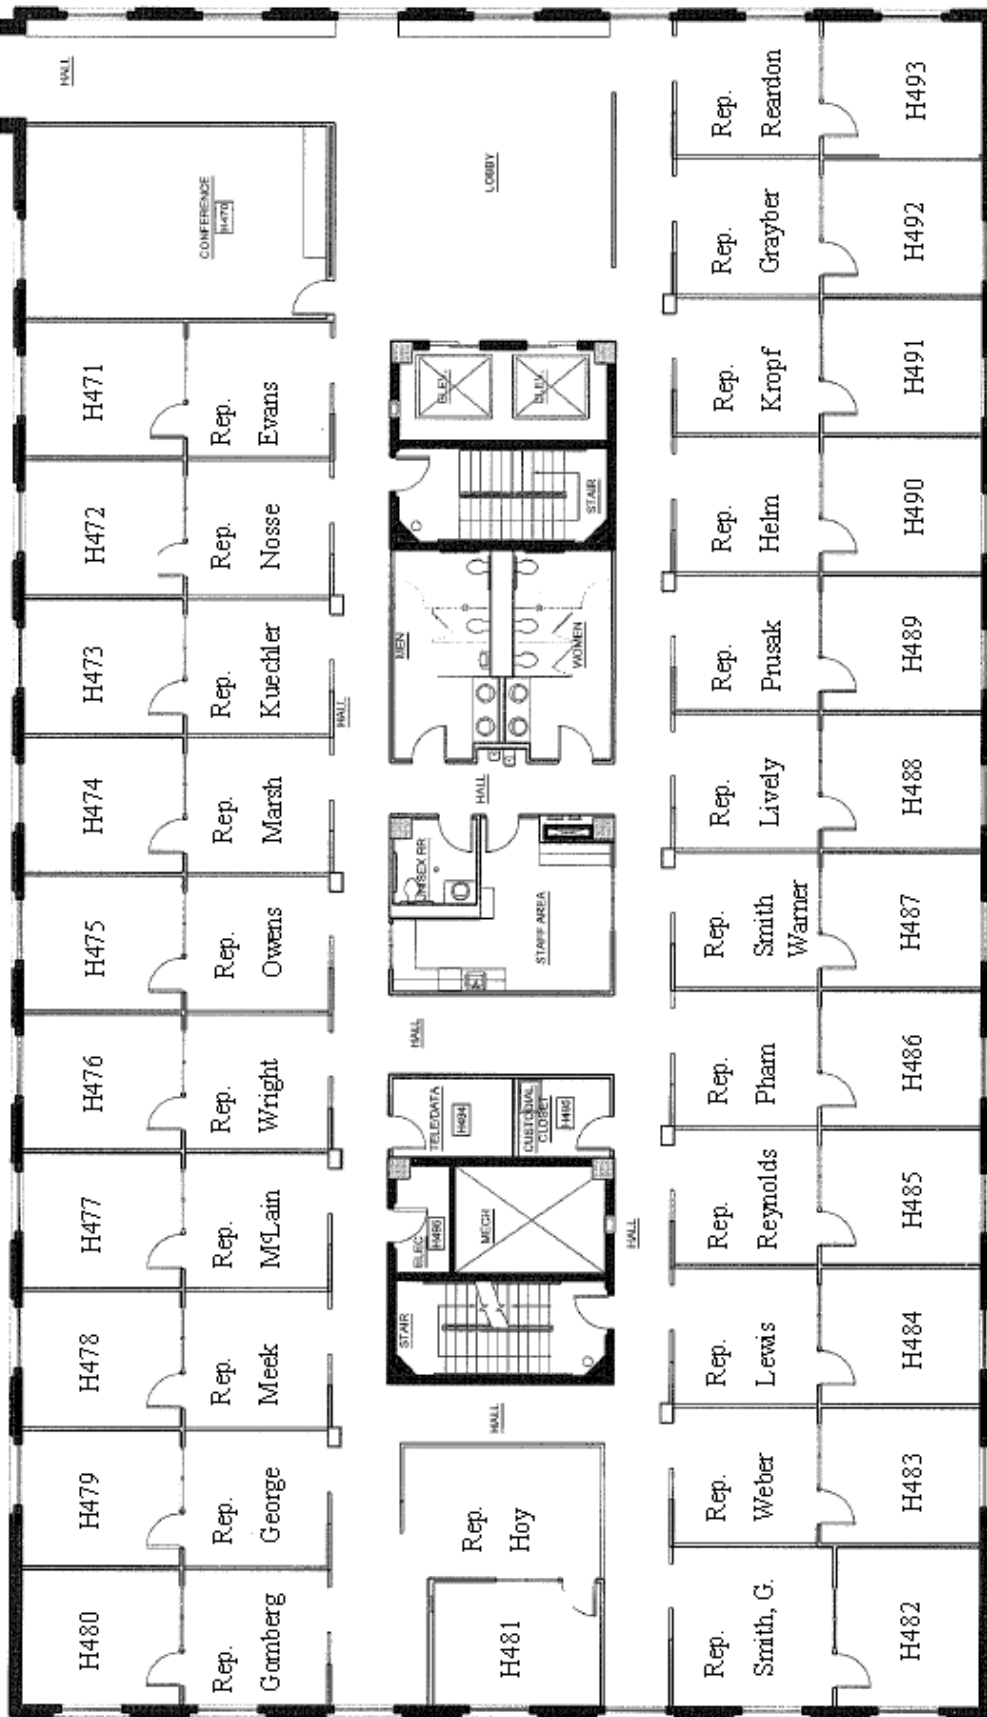 HALL
CONFERENCE
H-470
LOBBY
Rep.
Reardon
H493
Rep.
Grayber
H492
H471
Rep.
Evans
ELEV.
ELEV.
Rep.
Kropf
H491
H472
Rep.
Nosse
STAIR
Rep.
Helm
H490
H473
Rep.
Kuechler
HALL
MEN
WOMEN
Rep.
Prusak
H489
H474
Rep.
Marsh
HALL
Rep.
Lively
H488
H475
Rep.
Owens
UNISEX RR
STAFF AREA
Rep.
Smith
Warner
H487
H476
Rep.
Wright
HALL
TELE/DATA
H494
CUSTODIAL
CLOSET
H495
Rep.
Pham
H486
H477
Rep.
McLain
ELEC
H496
MECH
HALL
Rep.
Reynolds
H485
H478
Rep.
Meek
STAIR
Rep.
Lewis
H484
HALL
H479
Rep.
George
Rep.
Hoy
Rep.
Weber
H483
H480
Rep.
Gomberg
H481
Rep.
Smith, G.
H482